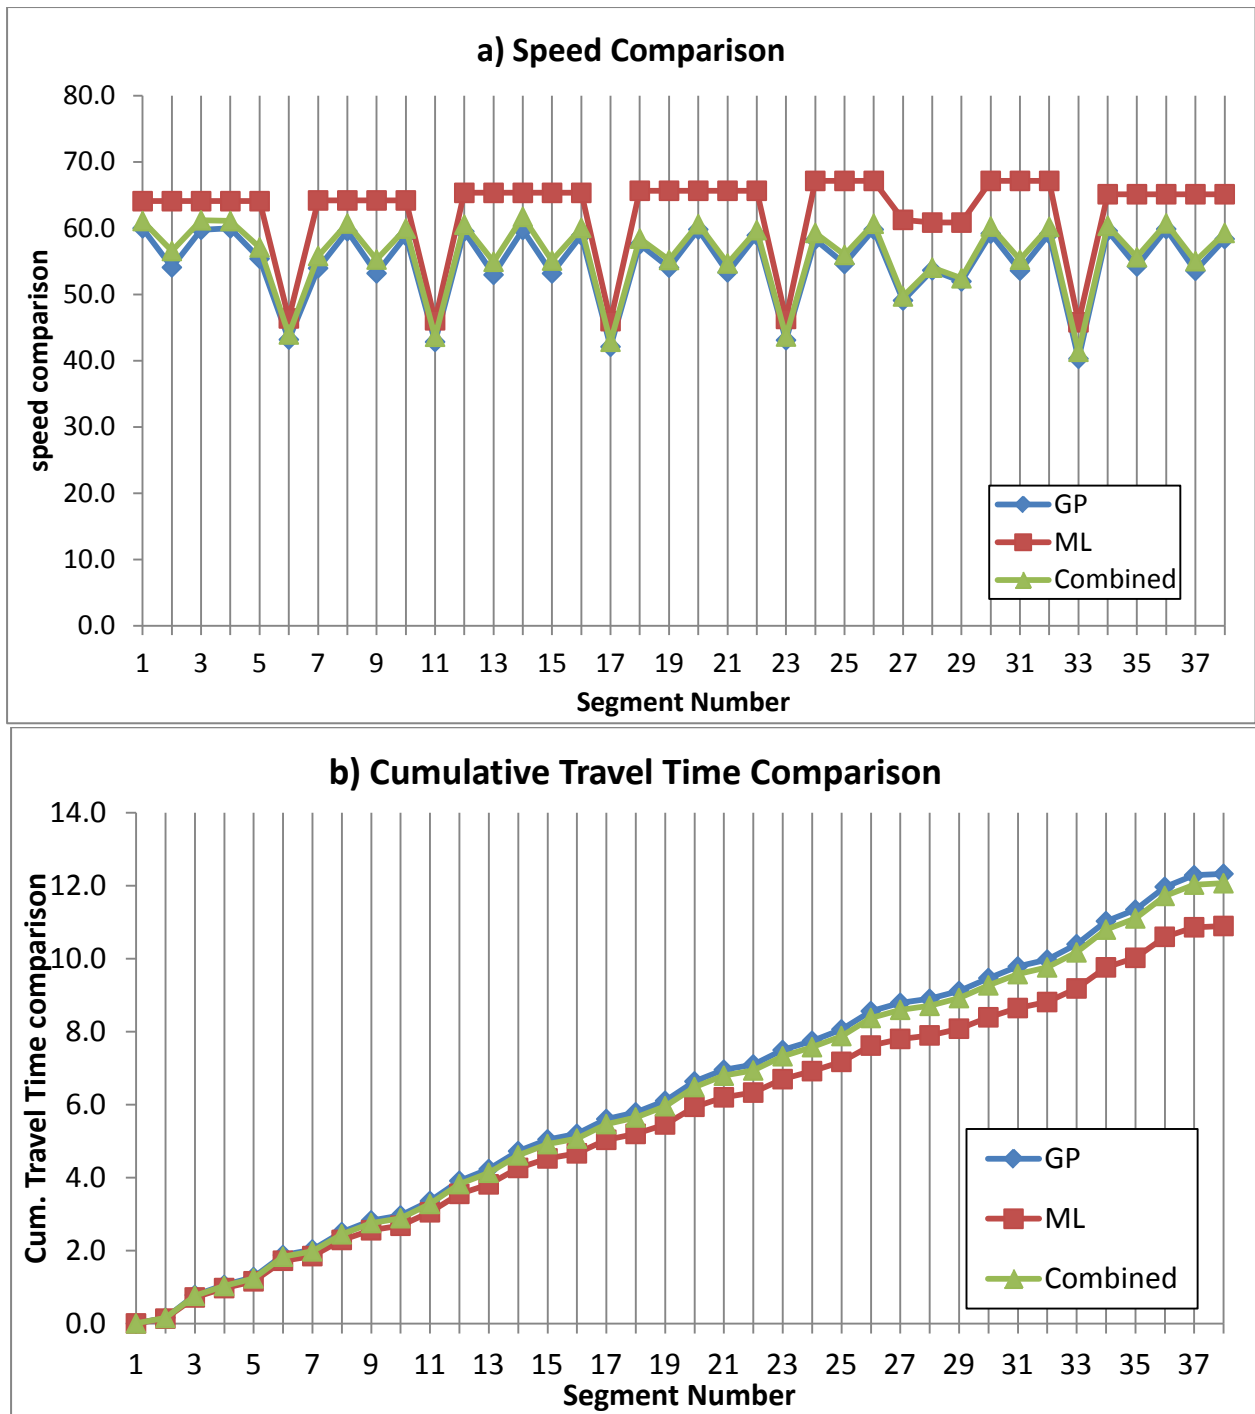 a) Speed Comparison
80.0
70.0
60.0
50.0
40.0
30.0
20.0
10.0
0.0
speed comparison
GP
ML
Combined
1 3 5 7 9 11 13 15 17 19 21 23 25 27 29 31 33 35 37
Segment Number
b) Cumulative Travel Time Comparison
14.0
12.0
10.0
8.0
6.0
4.0
2.0
0.0
Cum. Travel Time comparison
GP
ML
Combined
1 3 5 7 9 11 13 15 17 19 21 23 25 27 29 31 33 35 37
Segment Number